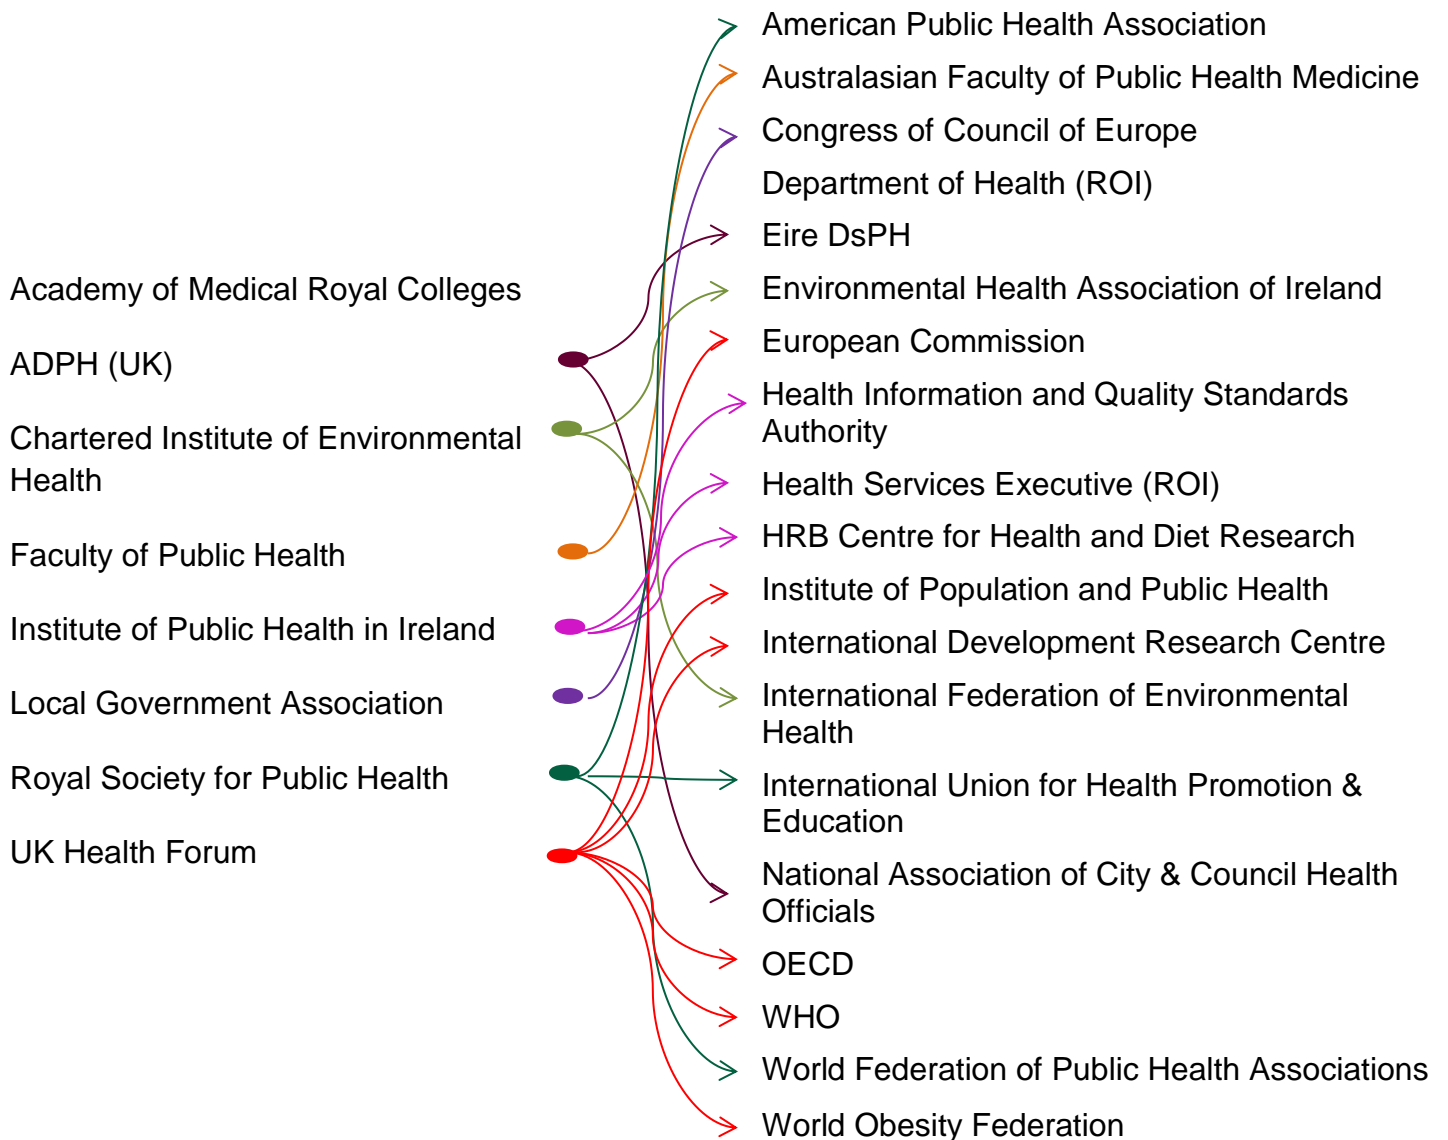 Academy of Medical Royal Colleges
ADPH (UK)
Chartered Institute of Environmental
Health
Faculty of Public Health
Institute of Public Health in Ireland
Local Government Association
Royal Society for Public Health
UK Health Forum
American Public Health Association
Australasian Faculty of Public Health Medicine
Congress of Council of Europe
Department of Health (ROI)
Eire DsPH
Environmental Health Association of Ireland
European Commission
Health Information and Quality Standards
Authority
Health Services Executive (ROI)
HRB Centre for Health and Diet Research
Institute of Population and Public Health
International Development Research Centre
International Federation of Environmental
Health
International Union for Health Promotion &
Education
National Association of City & Council Health
Officials
OECD
WHO
World Federation of Public Health Associations
World Obesity Federation